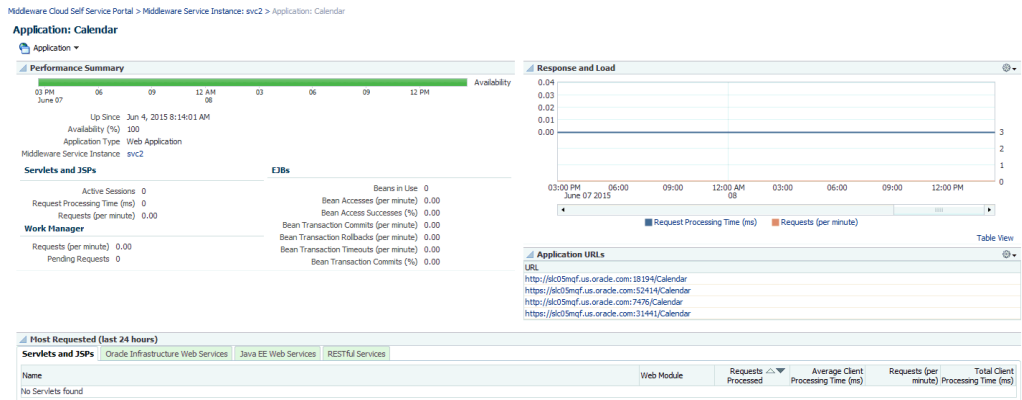 Middleware Cloud Self Service Portal > Middleware Service Instance: svc2 > Application: Calendar
Application: Calendar
Application
Performance Summary
Availability
03 PM 06 09 12 AM 03 06 09 12 PM
June 07 08
Up Since Jun 4, 2015 8:14:01 AM
Availability (%) 100
Application Type Web Application
Middleware Service Instance svc2
Servlets and JSPs
Active Sessions 0
Request Processing Time (ms) 0
Requests (per minute) 0.00
Work Manager
Requests (per minute) 0.00
Pending Requests 0
EJBs
Beans in Use 0
Bean Accesses (per minute) 0.00
Bean Access Successes (%) 0.00
Bean Transaction Commits (per minute) 0.00
Bean Transaction Rollbacks (per minute) 0.00
Bean Transaction Timeouts (per minute) 0.00
Bean Transaction Commits (%) 0.00
Response and Load
0.04
0.03
0.02
0.01
0.00 3
2
1
0
03:00 PM 06:00 09:00 12:00 AM 03:00 06:00 09:00 12:00 PM
June 07 2015 08
Request Processing Time (ms) Requests (per minute)
Table View
Application URLs
URL
http://slc05mqf.us.oracle.com:18194/Calendar
https://slc05mqf.us.oracle.com:52414/Calendar
http://slc05mqf.us.oracle.com:7476/Calendar
https://slc05mqf.us.oracle.com:31441/Calendar
Most Requested (last 24 hours)
Servlets and JSPs Oracle Infrastructure Web Services Java EE Web Services RESTful Services
Name Web Module Requests Processed Average Client Processing Time (ms) Requests (per minute) Total Client Processing Time (ms)
No Servlets found